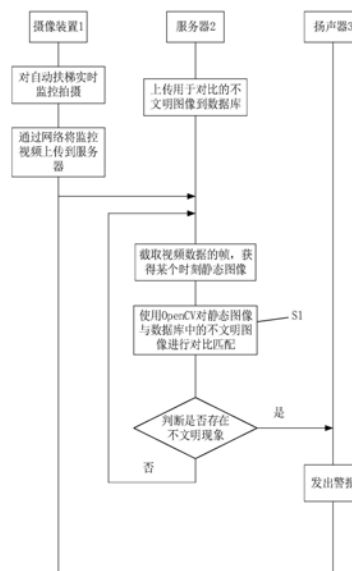 摄像装置1
服务器2
扬声器3
对自动扶梯实时
监控拍摄
上传用于对比的不
文明图像到数据库
通过网络将监控
视频上传到服务
器
截取视频数据的帧，获
得某个时刻静态图像
使用OpenCV对静态图像
与数据库中的不文明图
像进行对比匹配
S1
判断是否存在
不文明现象
是
否
发出警报